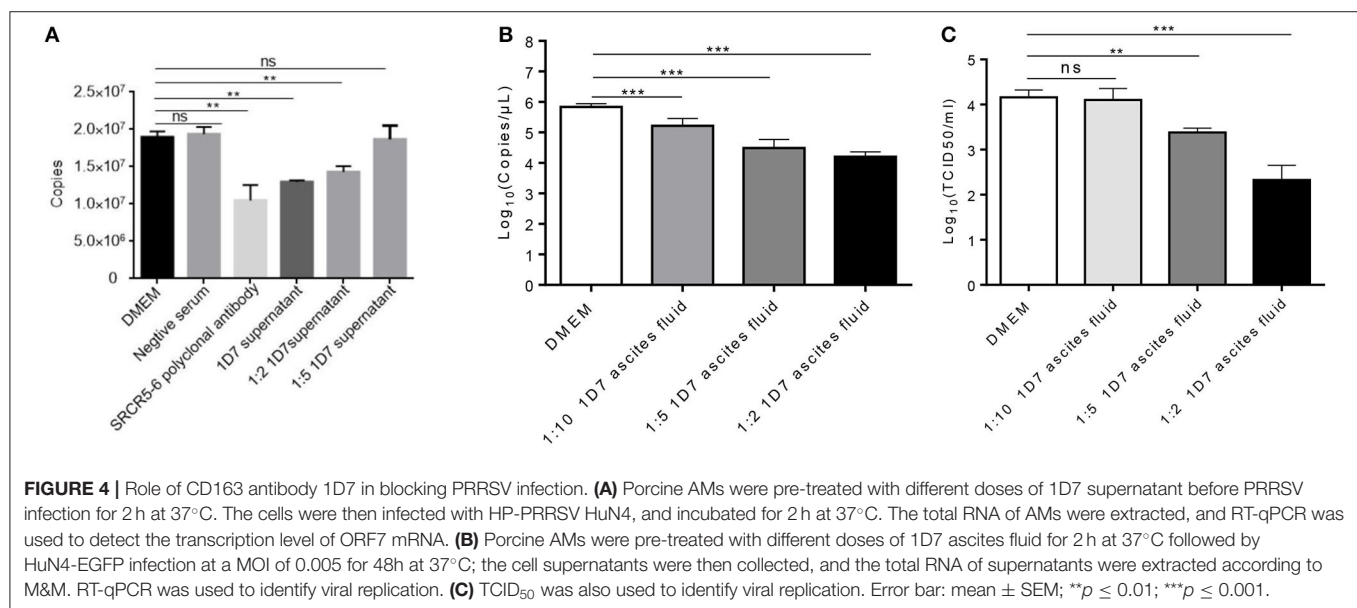 A
ns
**
**
**
ns
2.5×10⁷
2.0×10⁷
1.5×10⁷
1.0×10⁷
5.0×10⁶
0
Copies
DMEM
Negtive serum
SRCR5-6 polyclonal antibody
1D7 supernatant
1:2 1D7supernatant
1:5 1D7 supernatant
B
***
***
***
8
7
6
5
4
3
2
1
0
Log₁₀(Copies/μL)
DMEM
1:10 1D7 ascites fluid
1:5 1D7 ascites fluid
1:2 1D7 ascites fluid
C
***
**
ns
5
4
3
2
1
0
Log₁₀(TCID50/ml)
DMEM
1:10 1D7 ascites fluid
1:5 1D7 ascites fluid
1:2 1D7 ascites fluid
FIGURE 4 | Role of CD163 antibody 1D7 in blocking PRRSV infection. (A) Porcine AMs were pre-treated with different doses of 1D7 supernatant before PRRSV
infection for 2 h at 37°C. The cells were then infected with HP-PRRSV HuN4, and incubated for 2 h at 37°C. The total RNA of AMs were extracted, and RT-qPCR was
used to detect the transcription level of ORF7 mRNA. (B) Porcine AMs were pre-treated with different doses of 1D7 ascites fluid for 2 h at 37°C followed by
HuN4-EGFP infection at a MOI of 0.005 for 48h at 37°C; the cell supernatants were then collected, and the total RNA of supernatants were extracted according to
M&M. RT-qPCR was used to identify viral replication. (C) TCID₅₀ was also used to identify viral replication. Error bar: mean ± SEM; **p ≤ 0.01; ***p ≤ 0.001.